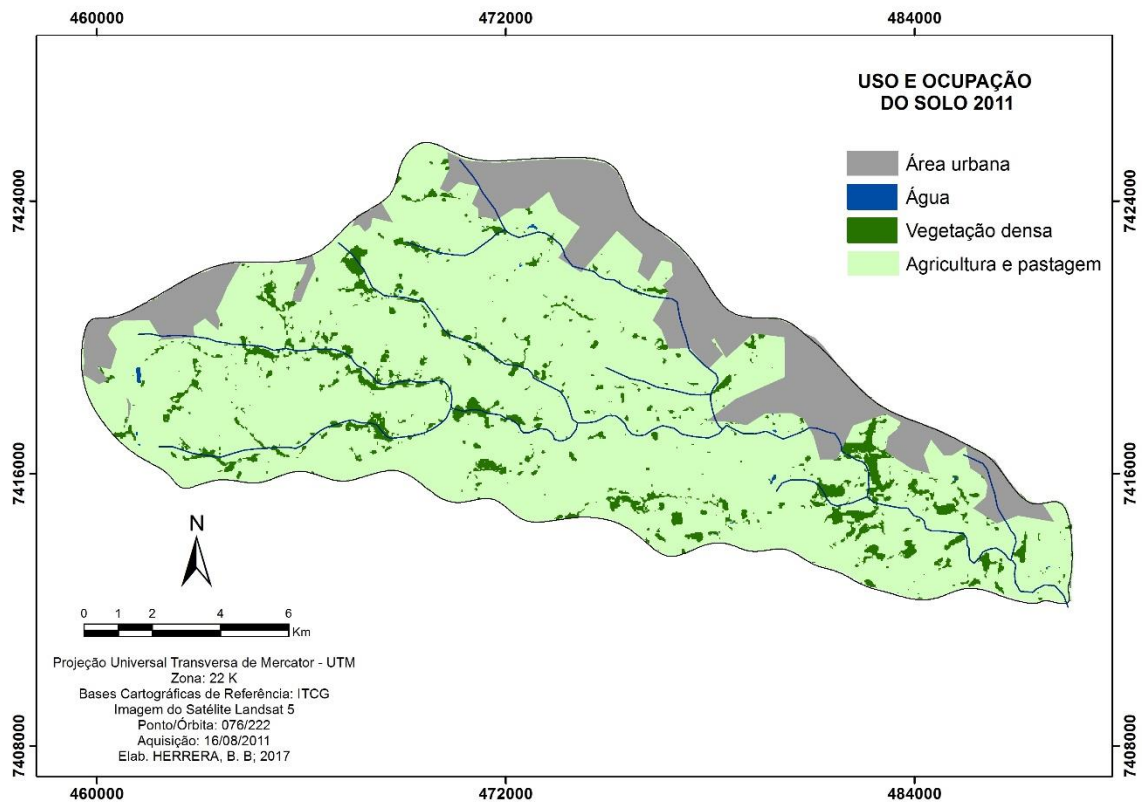 460000
472000
484000
USO E OCUPAÇÃO
DO SOLO 2011
Área urbana
Água
Vegetação densa
Agricultura e pastagem
7424000
7424000
7416000
7416000
N
0 1 2 4 6
Km
Projeção Universal Transversa de Mercator - UTM
Zona: 22 K
Bases Cartográficas de Referência: ITCG
Imagem do Satélite Landsat 5
Ponto/Órbita: 076/222
Aquisição: 16/08/2011
Elab. HERRERA, B. B; 2017
7408000
7408000
460000
472000
484000